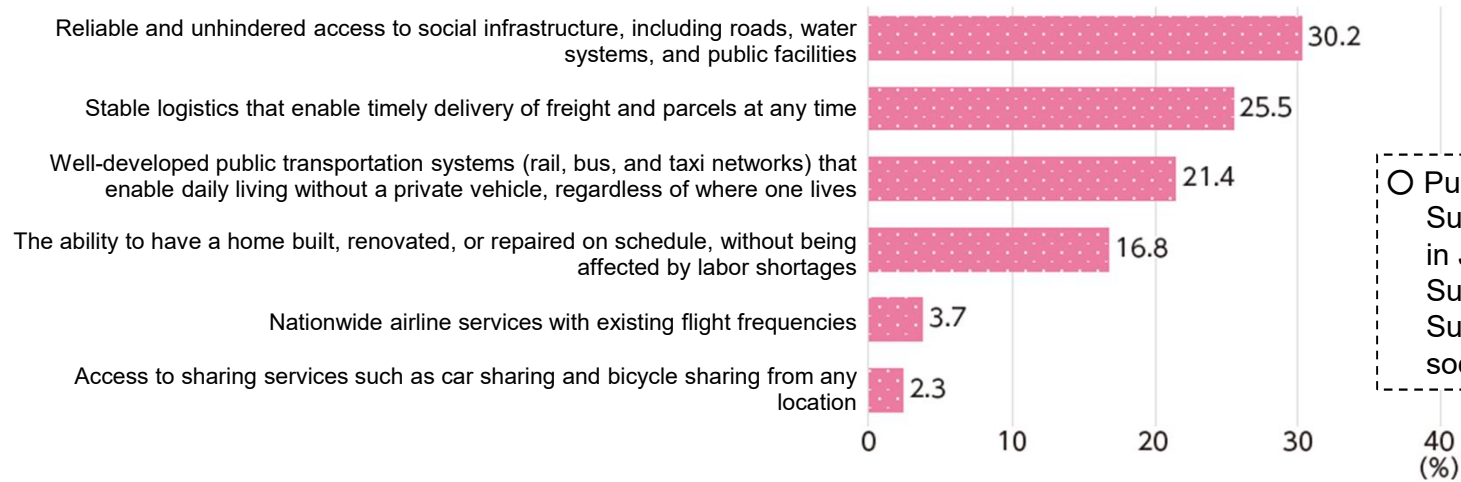 Reliable and unhindered access to social infrastructure, including roads, water
systems, and public facilities
30.2
Stable logistics that enable timely delivery of freight and parcels at any time
25.5
Well-developed public transportation systems (rail, bus, and taxi networks) that
enable daily living without a private vehicle, regardless of where one lives
21.4
The ability to have a home built, renovated, or repaired on schedule, without being
affected by labor shortages
16.8
Nationwide airline services with existing flight frequencies
3.7
Access to sharing services such as car sharing and bicycle sharing from any
location
2.3
0 10 20 30 40
(%)
○ Pu
Su
in
Su
Su
so